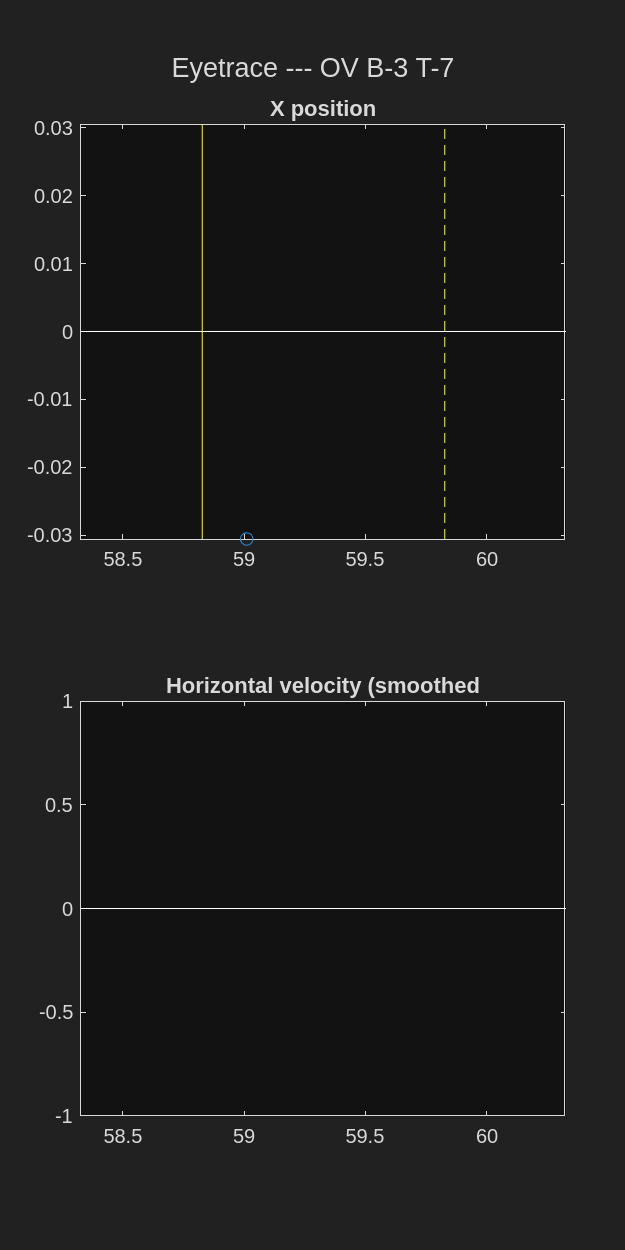 Eyetrace --- OV B-3 T-7
X position
0.03
0.02
0.01
0
-0.01
-0.02
-0.03
58.5 59 59.5 60
Horizontal velocity (smoothed
1
0.5
0
-0.5
-1
58.5 59 59.5 60